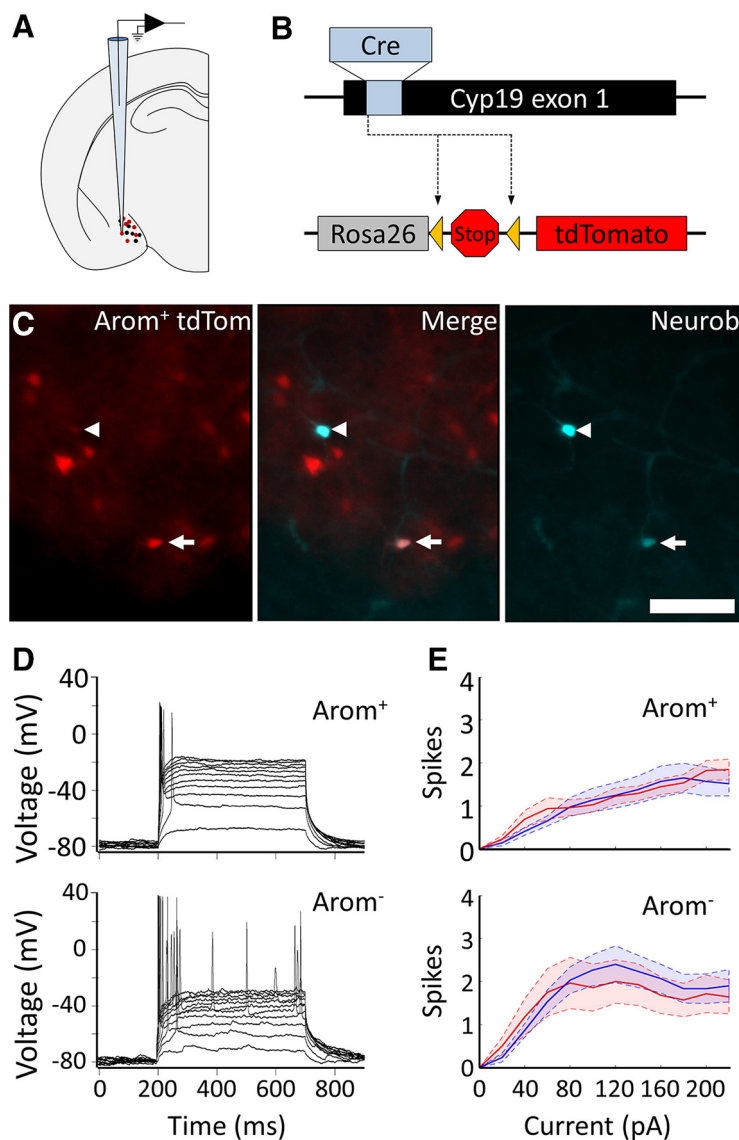 A
B
Cre
Cyp19 exon 1
Rosa26
Stop
tdTomato
C
Arom+ tdTom
Merge
Neurob
D
40
0
-40
-80
Voltage (mV)
Arom+
40
0
-40
-80
Voltage (mV)
Arom-
0 200 400 600 800
Time (ms)
E
4
3
2
1
0
Spikes
Arom+
4
3
2
1
0
Spikes
Arom-
0 40 80 120 160 200
Current (pA)